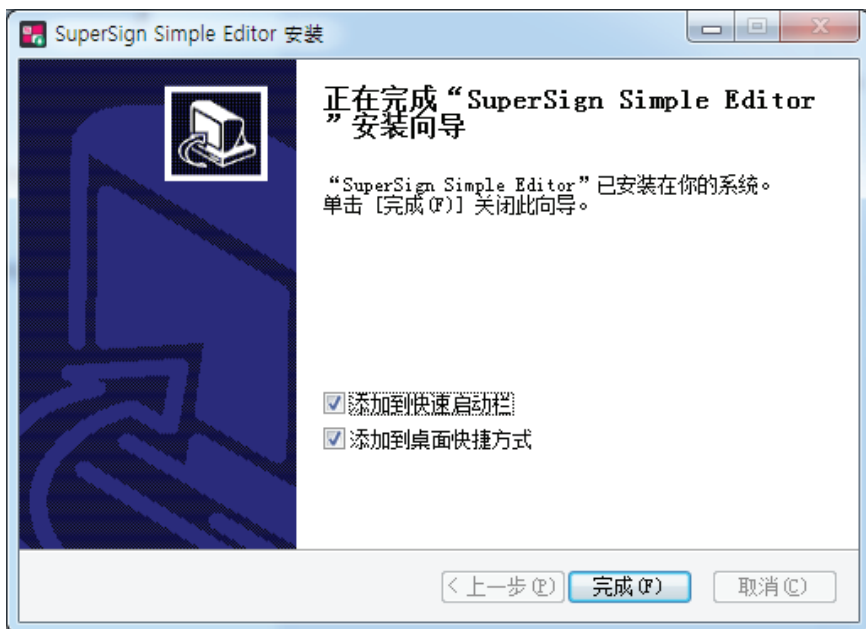 SuperSign Simple Editor 安装
正在完成“SuperSign Simple Editor
”安装向导
“SuperSign Simple Editor”已安装在你的系统。
单击 [完成(F)] 关闭此向导。
添加到快速启动栏
添加到桌面快捷方式
< 上一步(P) 完成(F) 取消(C)